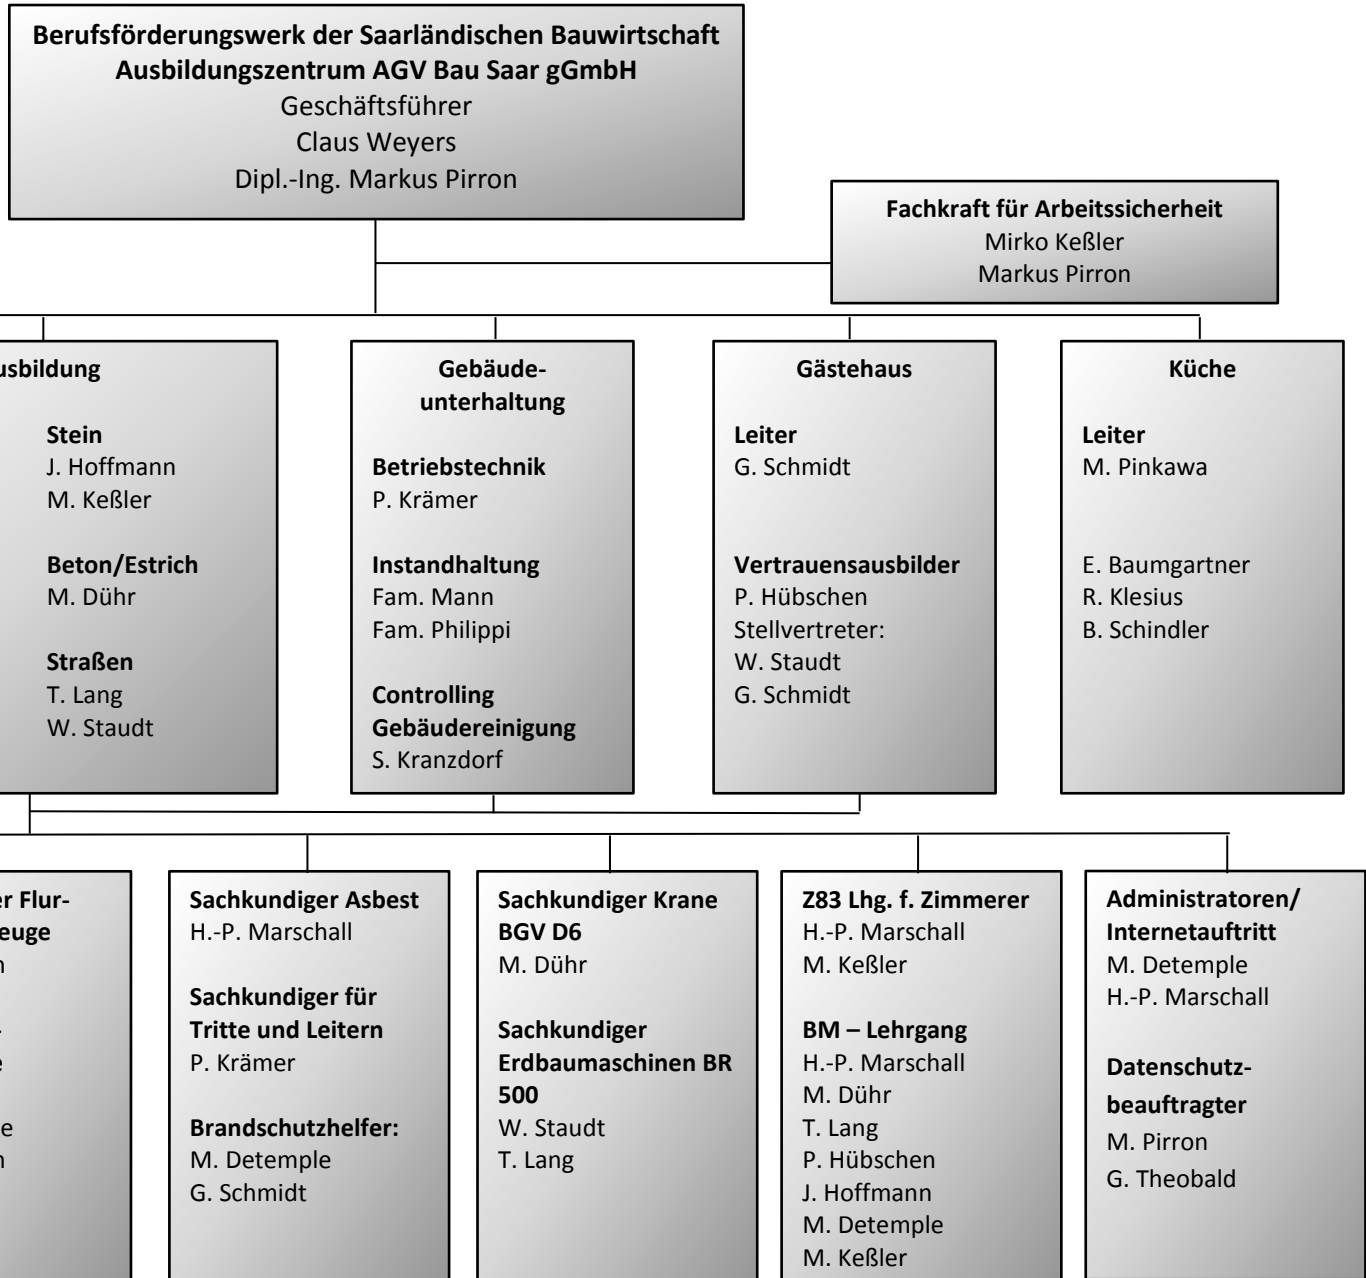 Berufsförderungswerk der Saarländischen Bauwirtschaft
Ausbildungszentrum AGV Bau Saar gGmbH
Geschäftsführer
Claus Weyers
Dipl.-Ing. Markus Pirron
Fachkraft für Arbeitssicherheit
Mirko Keßler
Markus Pirron
usbildung
Stein
J. Hoffmann
M. Keßler
Beton/Estrich
M. Dühr
Straßen
T. Lang
W. Staudt
Gebäude-
unterhaltung
Betriebstechnik
P. Krämer
Instandhaltung
Fam. Mann
Fam. Philippi
Controlling
Gebäudereinigung
S. Kranzdorf
Gästehaus
Leiter
G. Schmidt
Vertrauensausbilder
P. Hübschen
Stellvertreter:
W. Staudt
G. Schmidt
Küche
Leiter
M. Pinkawa
E. Baumgartner
R. Klesius
B. Schindler
er Flur-
euge
Sachkundiger Asbest
H.-P. Marschall
Sachkundiger für
Tritte und Leitern
P. Krämer
Brandschutzhelfer:
M. Detemple
G. Schmidt
Sachkundiger Krane
BGV D6
M. Dühr
Sachkundiger
Erdbaumaschinen BR
500
W. Staudt
T. Lang
Z83 Lhg. f. Zimmerer
H.-P. Marschall
M. Keßler
BM – Lehrgang
H.-P. Marschall
M. Dühr
T. Lang
P. Hübschen
J. Hoffmann
M. Detemple
M. Keßler
Administratoren/
Internetauftritt
M. Detemple
H.-P. Marschall
Datenschutz-
beauftragter
M. Pirron
G. Theobald